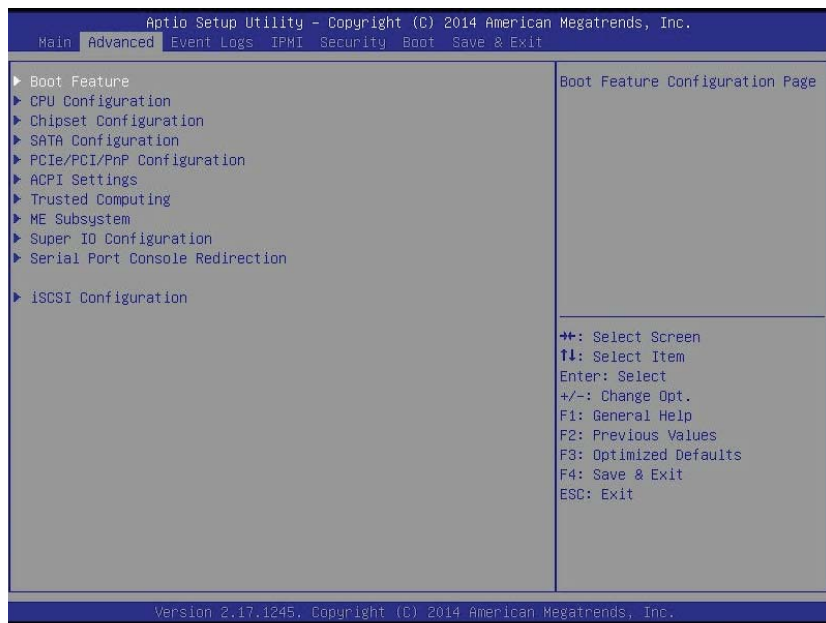 Aptio Setup Utility – Copyright (C) 2014 American Megatrends, Inc.
Main Advanced Event Logs IPMI Security Boot Save & Exit
Boot Feature
CPU Configuration
Chipset Configuration
SATA Configuration
PCIe/PCI/PnP Configuration
ACPI Settings
Trusted Computing
ME Subsystem
Super IO Configuration
Serial Port Console Redirection
iSCSI Configuration
Boot Feature Configuration Page
→←: Select Screen
↑↓: Select Item
Enter: Select
+/-: Change Opt.
F1: General Help
F2: Previous Values
F3: Optimized Defaults
F4: Save & Exit
ESC: Exit
Version 2.17.1245. Copyright (C) 2014 American Megatrends, Inc.